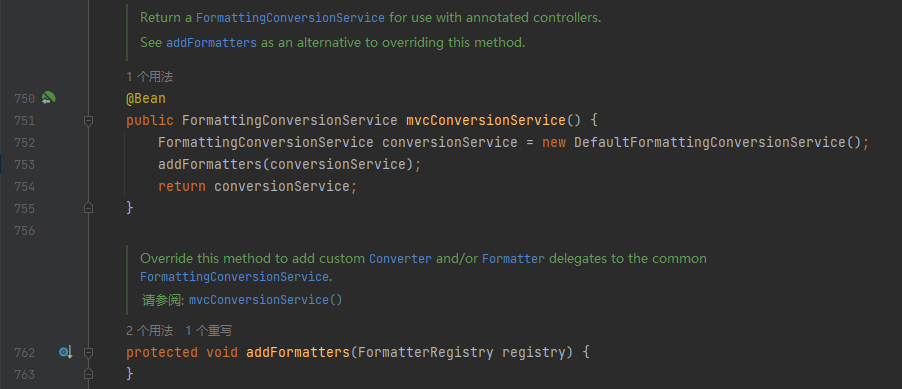 Return a FormattingConversionService for use with annotated controllers.
See addFormatters as an alternative to overriding this method.
1 个用法
750 @Bean
751 public FormattingConversionService mvcConversionService() {
752 FormattingConversionService conversionService = new DefaultFormattingConversionService();
753 addFormatters(conversionService);
754 return conversionService;
755 }
756
Override this method to add custom Converter and/or Formatter delegates to the common
FormattingConversionService.
请参阅: mvcConversionService()
2 个用法 1 个重写
762 protected void addFormatters(FormatterRegistry registry) {
763 }